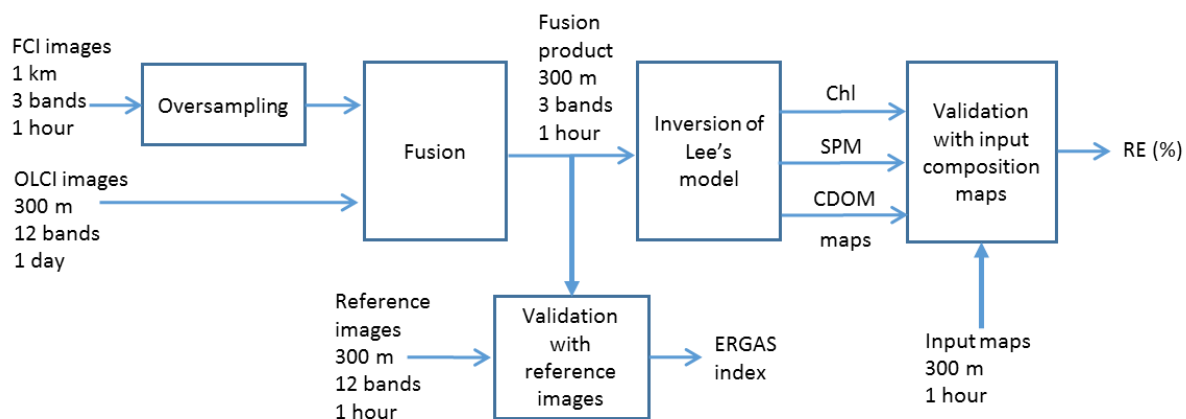 FCI images
1 km
3 bands
1 hour
Oversampling
OLCI images
300 m
12 bands
1 day
Fusion
Fusion
product
300 m
3 bands
1 hour
Inversion of
Lee's
model
Chl
SPM
CDOM
maps
Validation
with input
composition
maps
RE (%)
Reference
images
300 m
12 bands
1 hour
Validation
with
reference
images
ERGAS
index
Input maps
300 m
1 hour